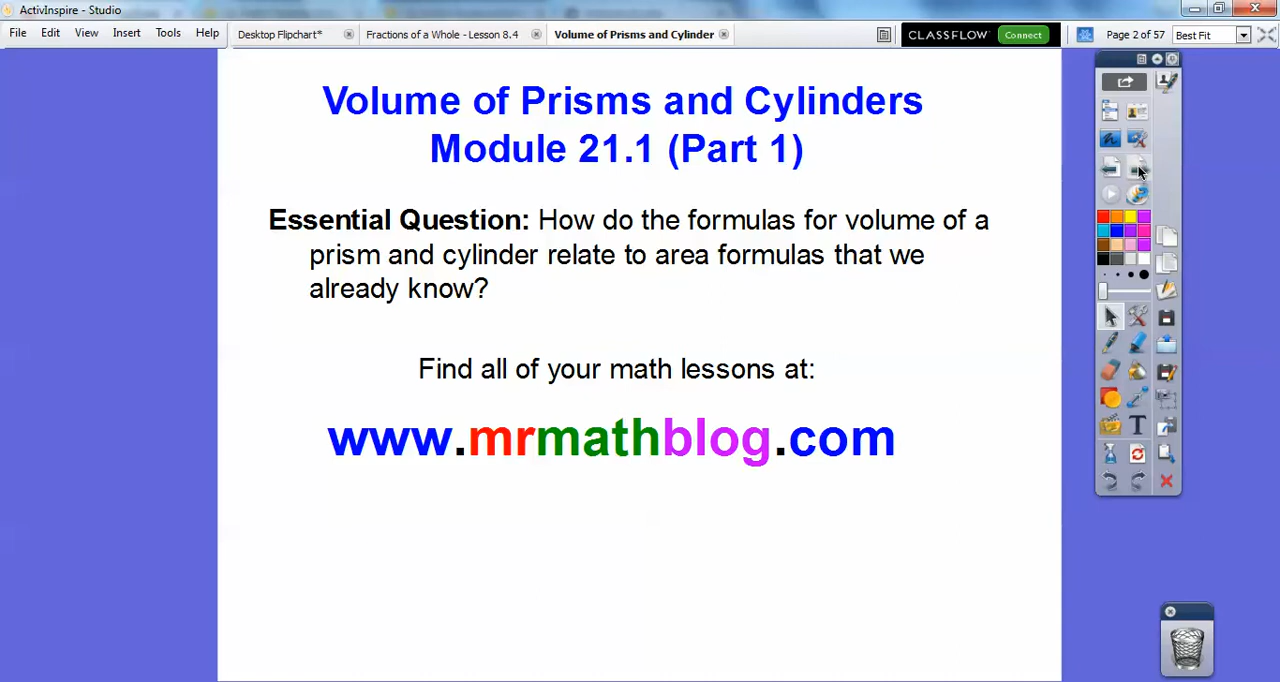 ActivInspire - Studio
File Edit View Insert Tools Help
Desktop Flipchart* Fractions of a Whole - Lesson 8.4 Volume of Prisms and Cylinder
CLASSFLOW Connect
Page 2 of 57 Best Fit
Volume of Prisms and Cylinders
Module 21.1 (Part 1)
Essential Question: How do the formulas for volume of a
prism and cylinder relate to area formulas that we
already know?
Find all of your math lessons at:
www.mrmathblog.com